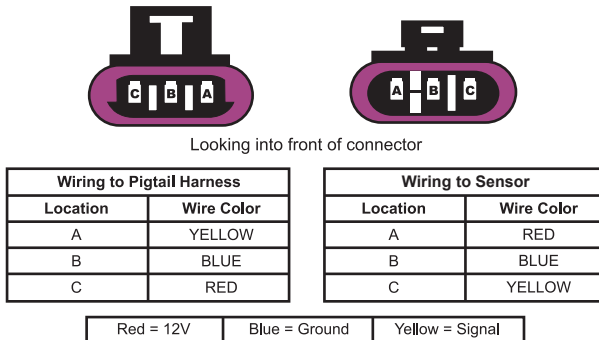 C B A A B C
Looking into front of connector
Wiring to Pigtail Harness Wiring to Sensor
Location Wire Color Location Wire Color
A YELLOW A RED
B BLUE B BLUE
C RED C YELLOW
Red = 12V Blue = Ground Yellow = Signal